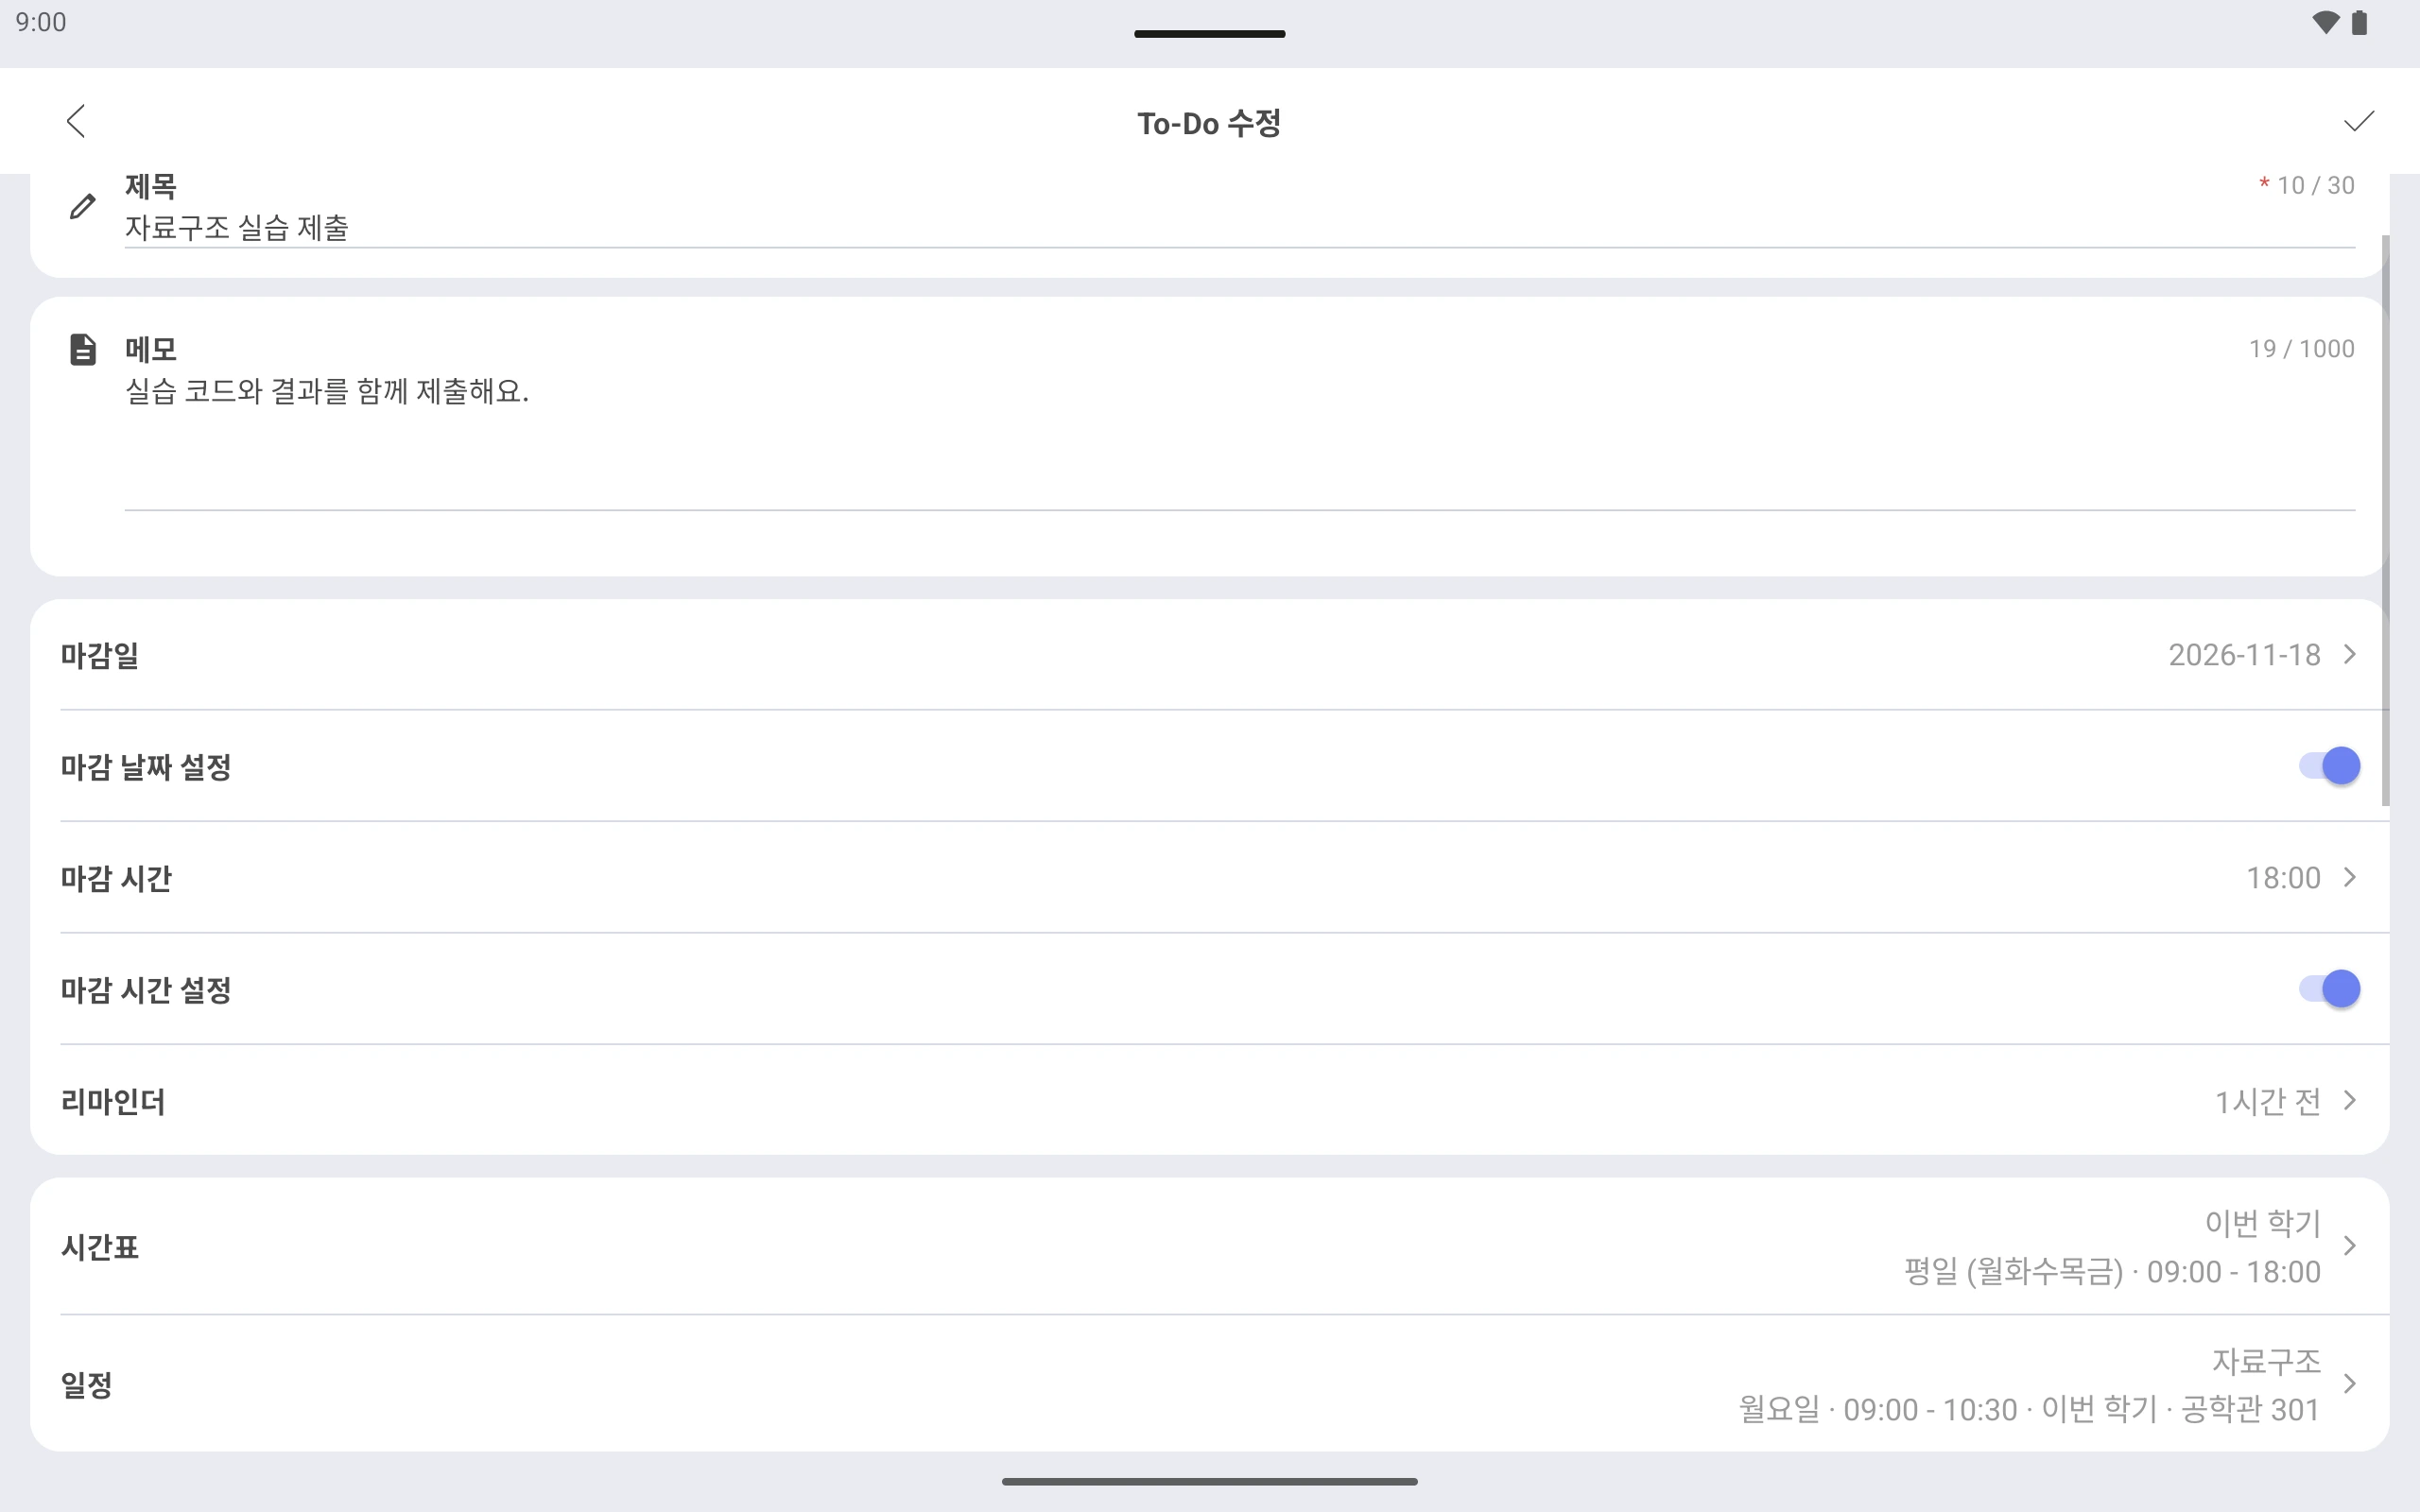 9:00
To-Do 수정
제목
* 10 / 30
자료구조 실습 제출
메모
19 / 1000
실습 코드와 결과를 함께 제출해요.
마감일
2026-11-18
마감 날짜 설정
마감 시간
18:00
마감 시간 설정
리마인더
1시간 전
시간표
이번 학기
평일 (월화수목금) · 09:00 - 18:00
일정
자료구조
월요일 · 09:00 - 10:30 · 이번 학기 · 공학관 301